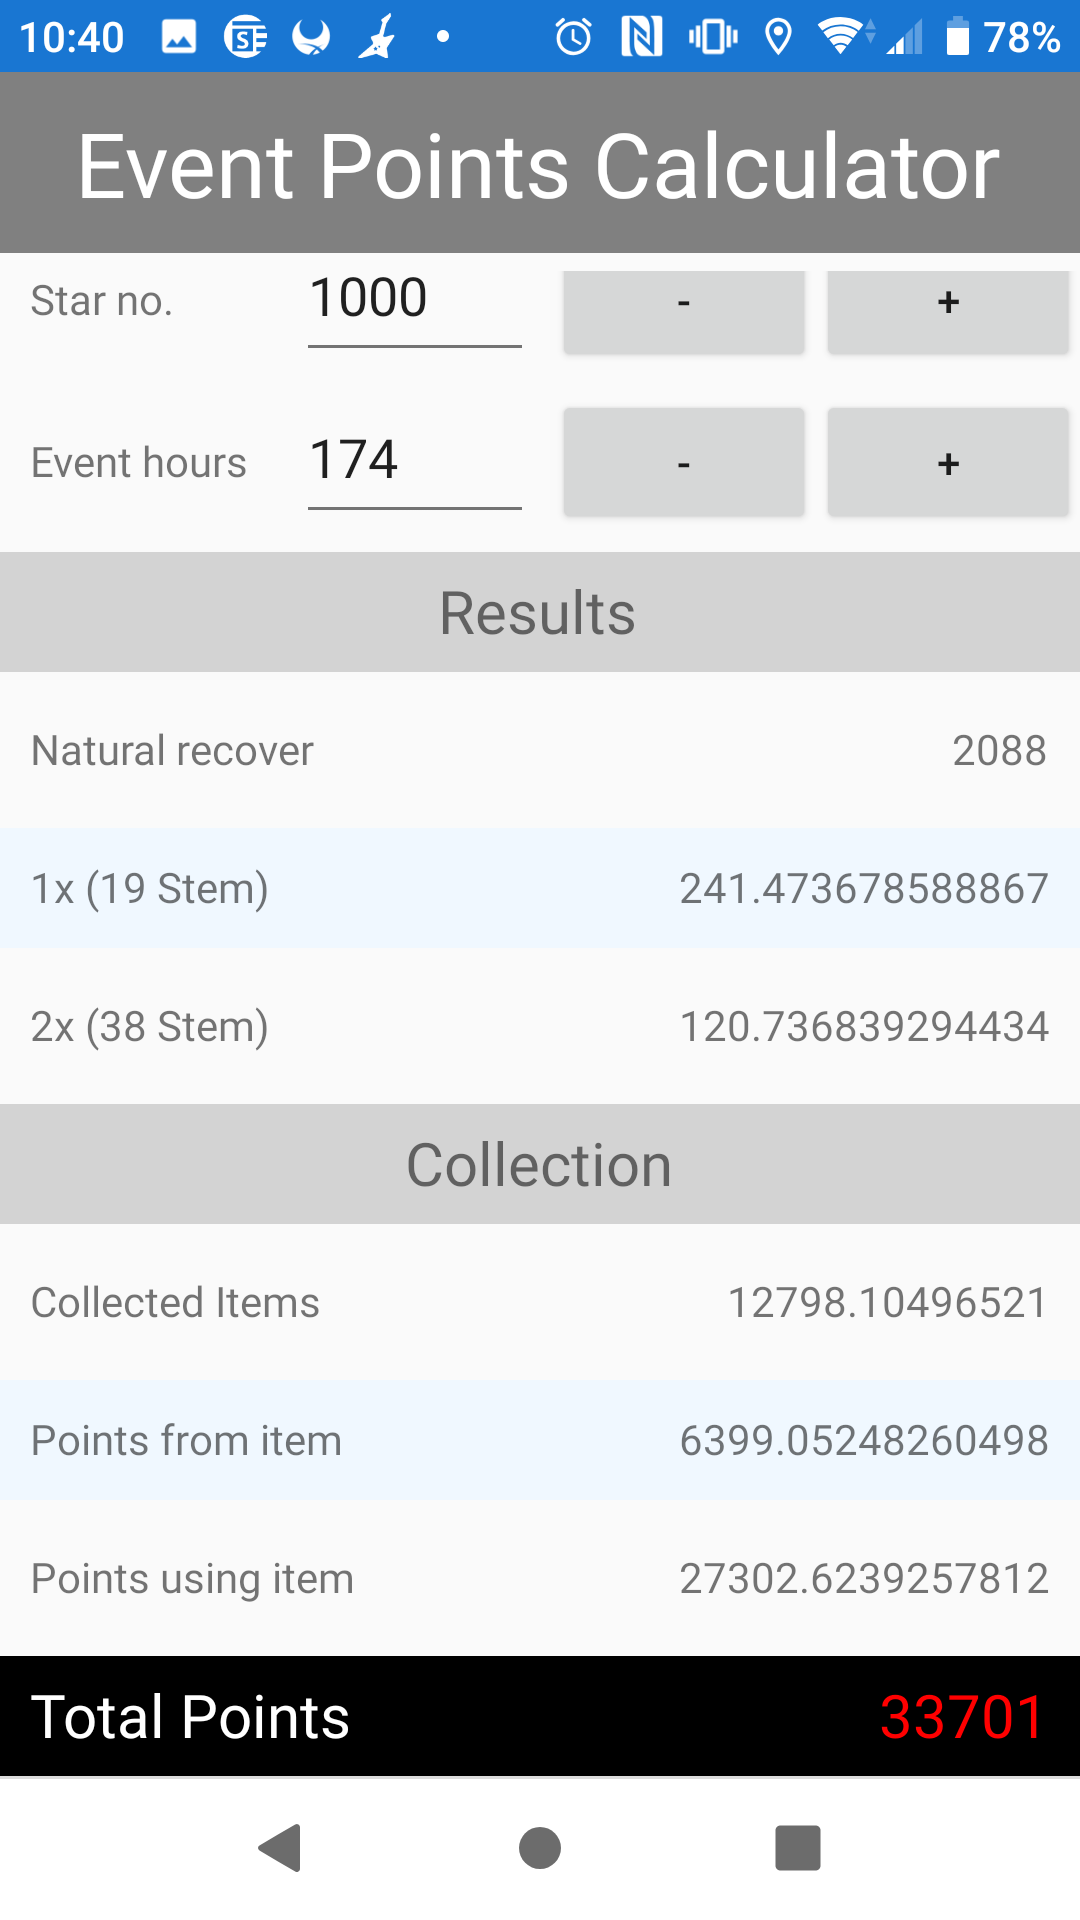 10:40 78%
Event Points Calculator
Star no. 1000 - +
Event hours 174 - +
Results
Natural recover 2088
1x (19 Stem) 241.473678588867
2x (38 Stem) 120.736839294434
Collection
Collected Items 12798.10496521
Points from item 6399.05248260498
Points using item 27302.6239257812
Total Points 33701